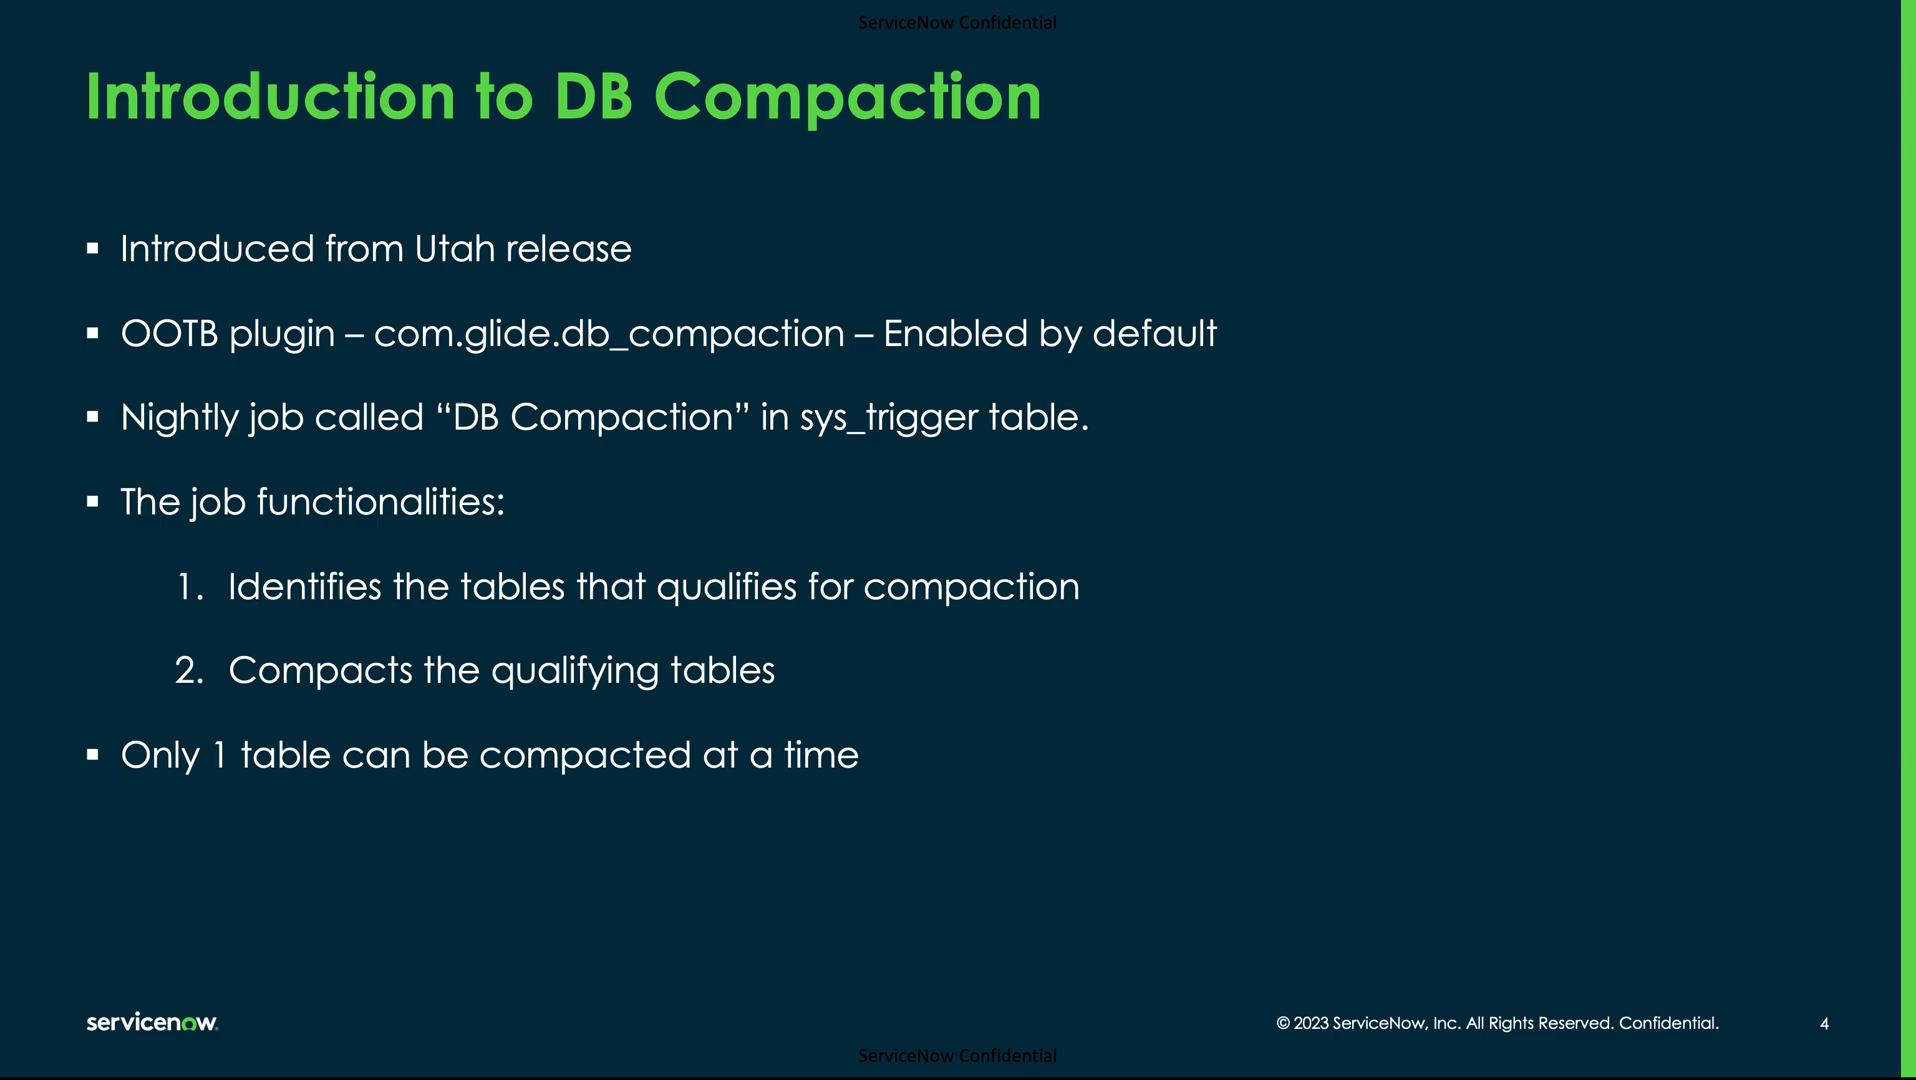 ServiceNow Confidential
Introduction to DB Compaction
▪ Introduced from Utah release
▪ OOTB plugin – com.glide.db_compaction – Enabled by default
▪ Nightly job called “DB Compaction” in sys_trigger table.
▪ The job functionalities:
1. Identifies the tables that qualifies for compaction
2. Compacts the qualifying tables
▪ Only 1 table can be compacted at a time
servicenow
© 2023 ServiceNow, Inc. All Rights Reserved. Confidential. 4
ServiceNow Confidential